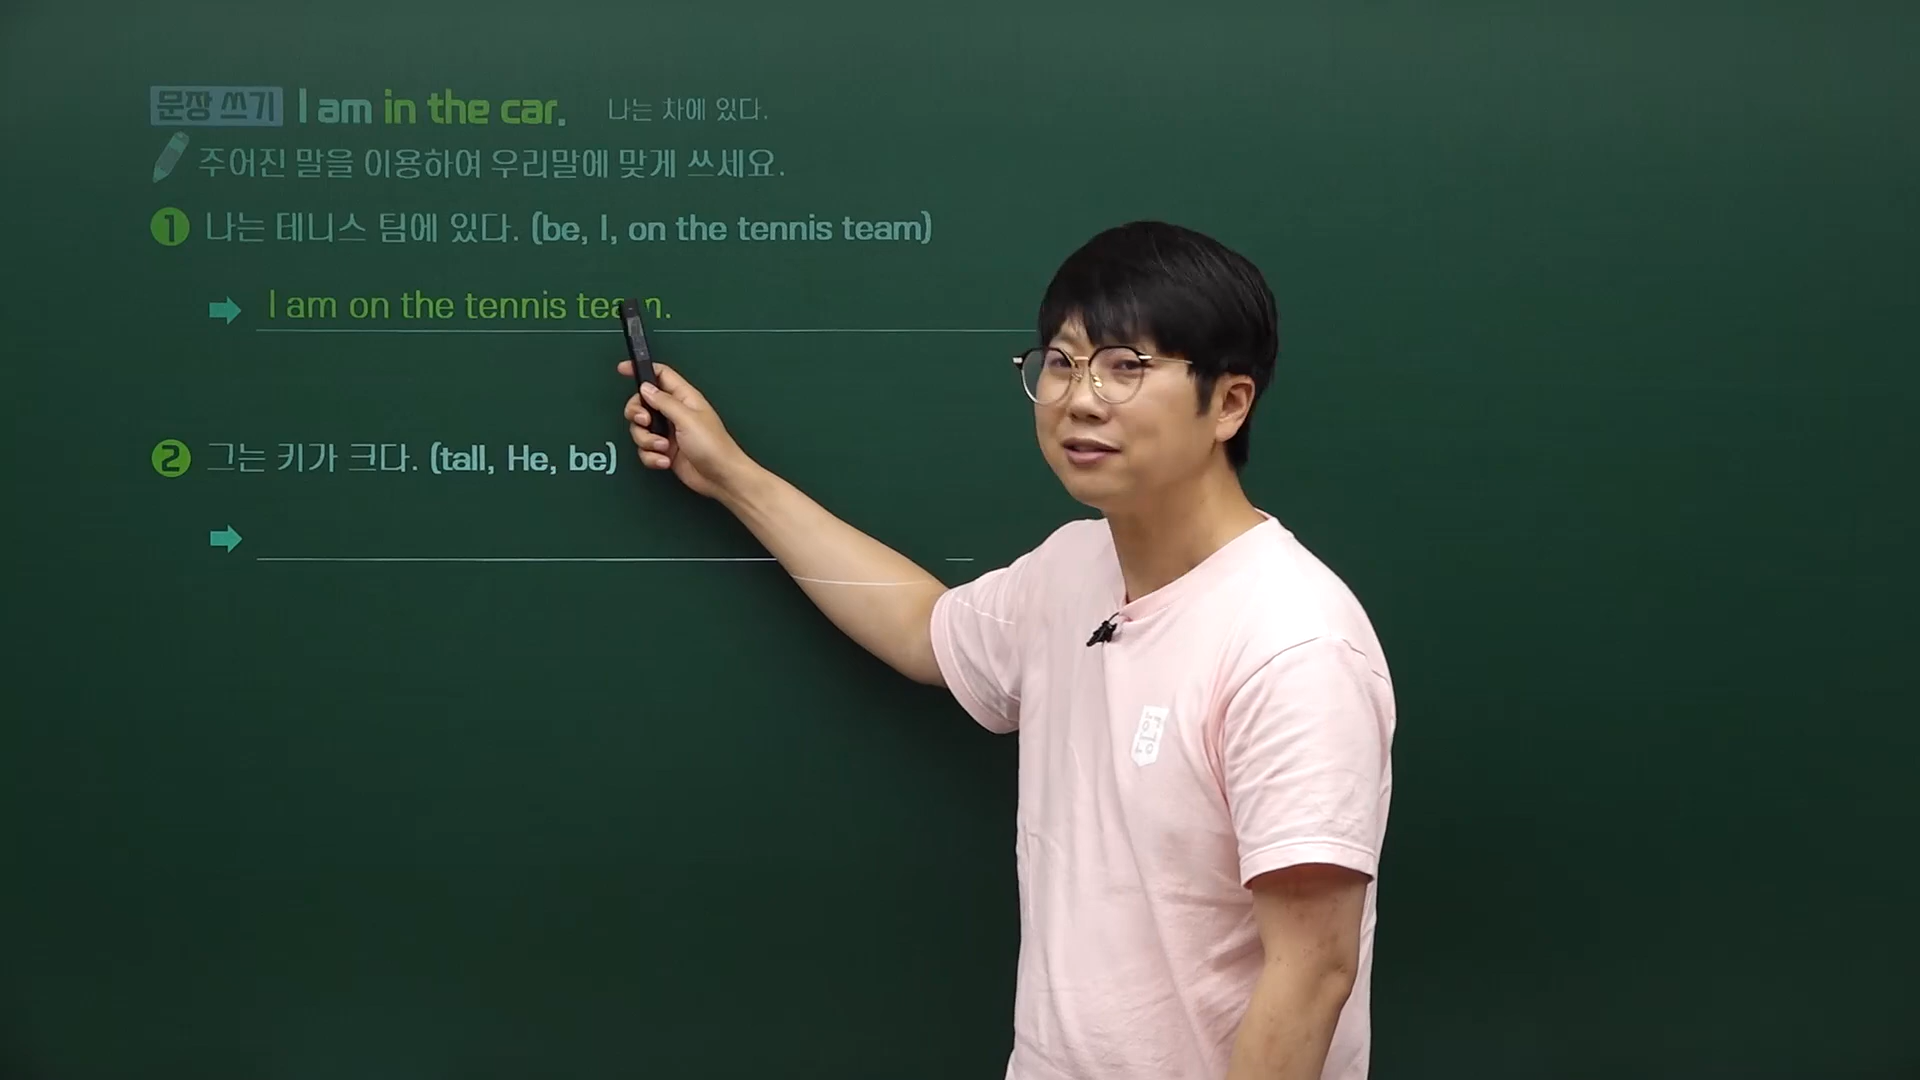 문장 쓰기 I am in the car. 나는 차에 있다.
주어진 말을 이용하여 우리말에 맞게 쓰세요.
1 나는 테니스 팀에 있다. (be, I, on the tennis team)
I am on the tennis team.
2 그는 키가 크다. (tall, He, be)